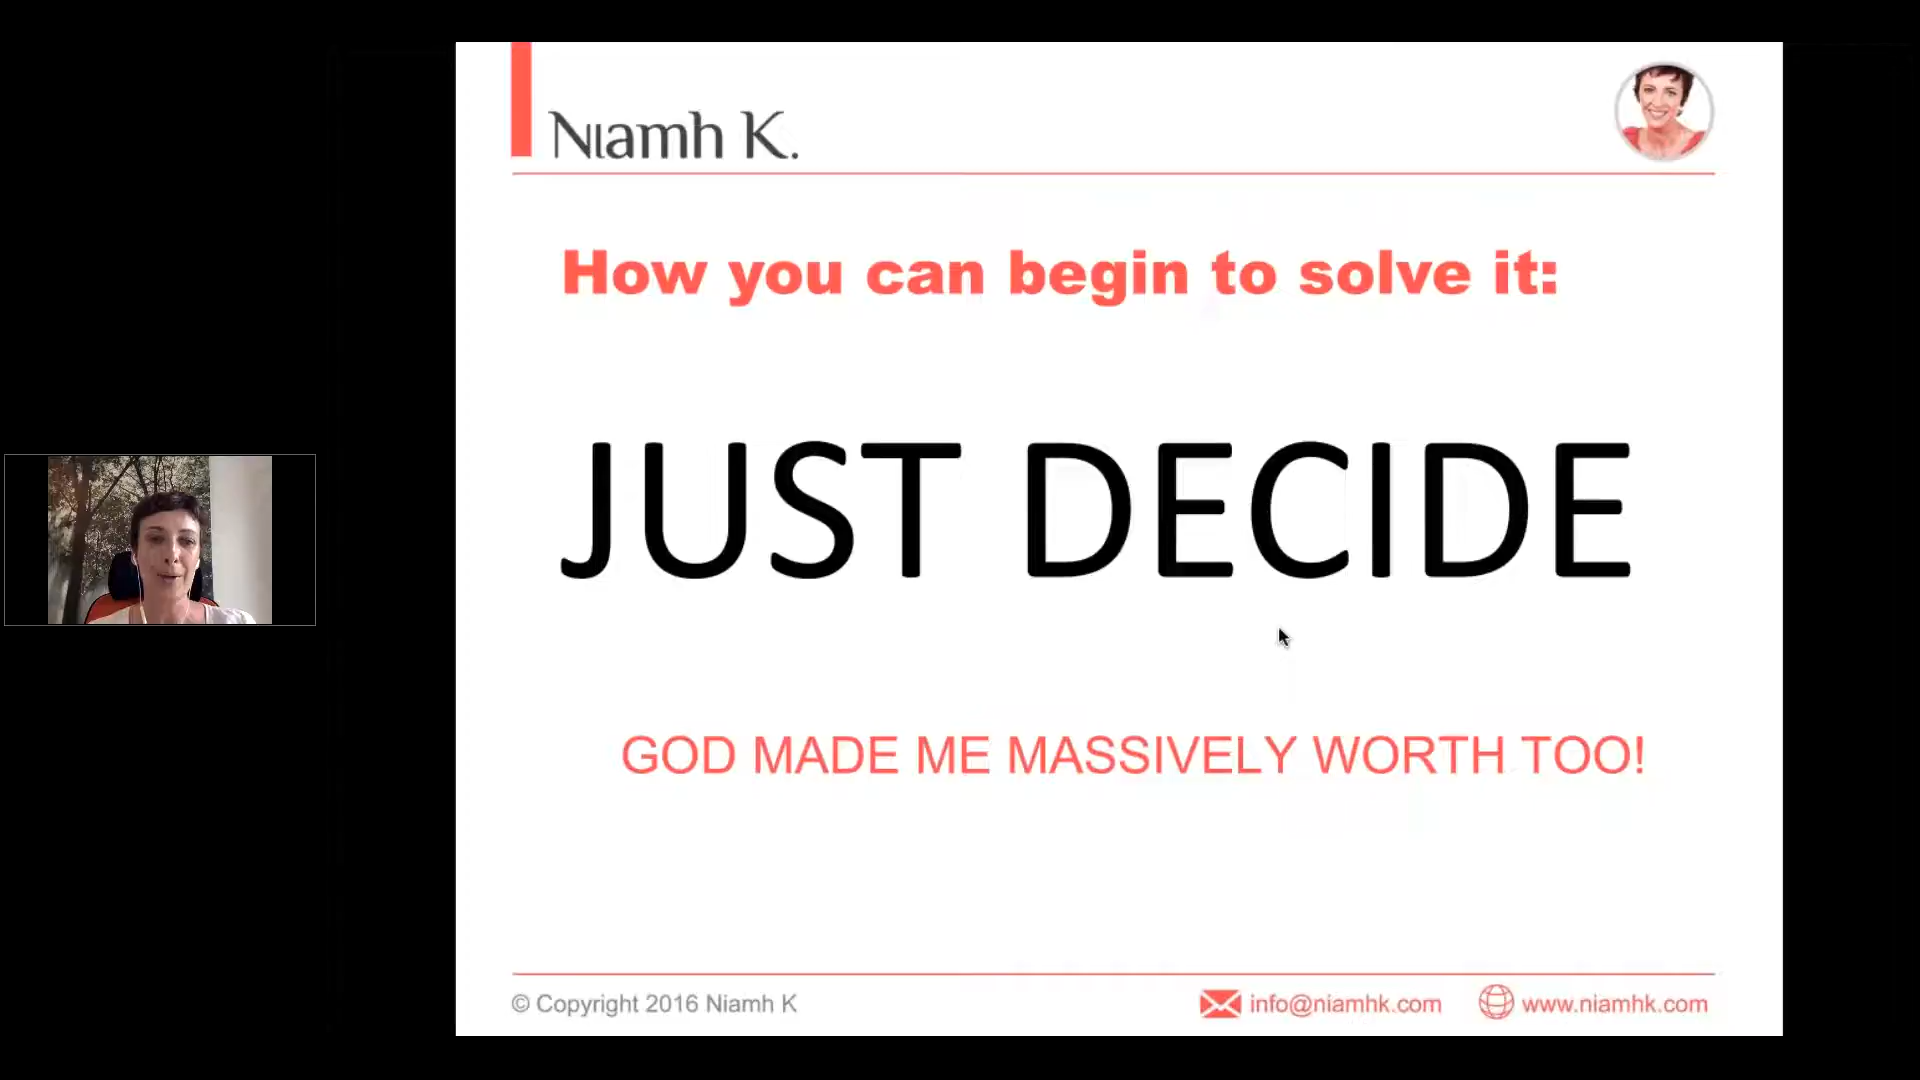 Niamh K.
How you can begin to solve it:
JUST DECIDE
GOD MADE ME MASSIVELY WORTH TOO!
© Copyright 2016 Niamh K
info@niamhk.com
www.niamhk.com